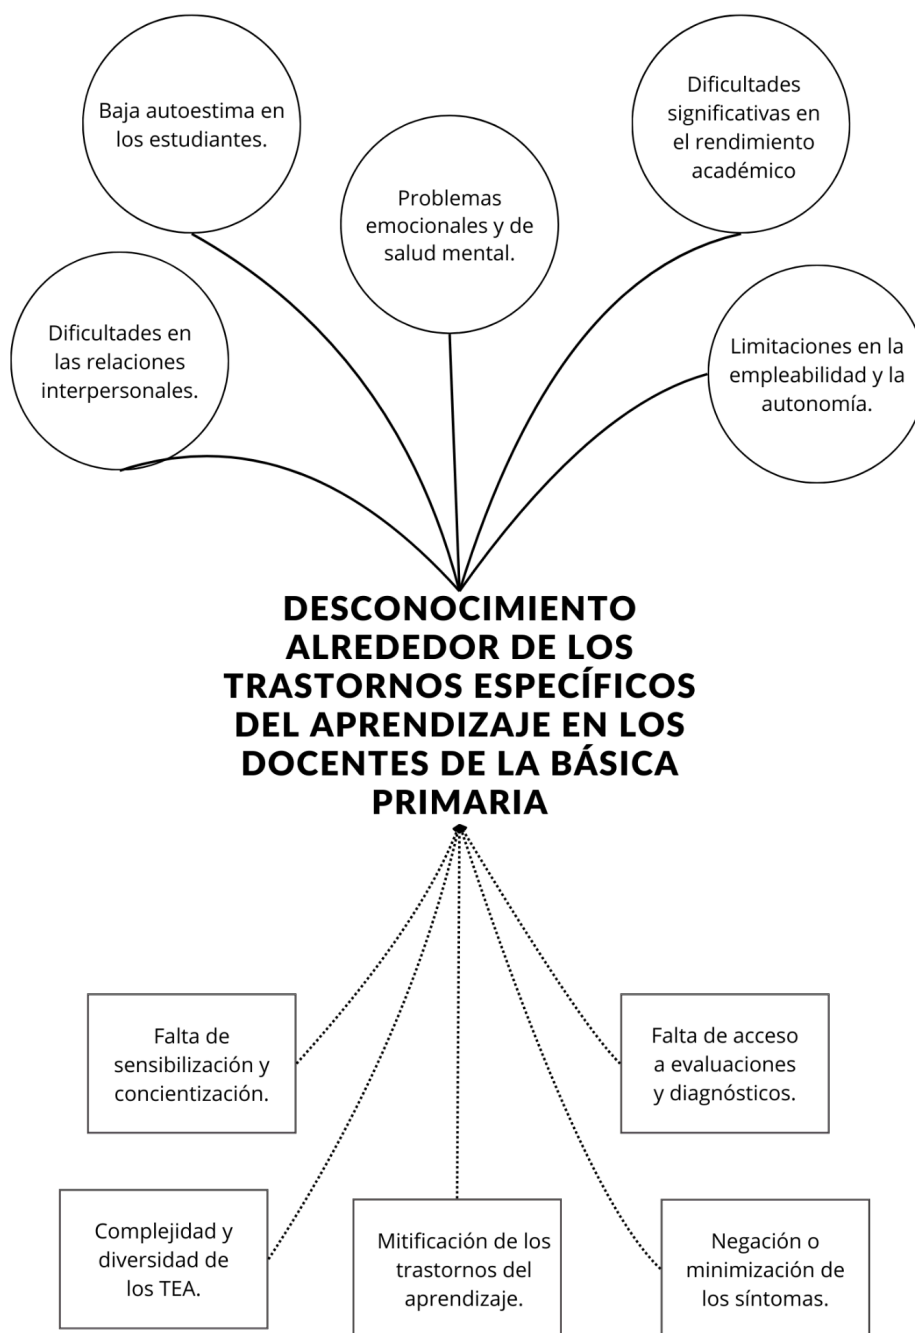 Baja autoestima en
los estudiantes.
Problemas
emocionales y de
salud mental.
Dificultades
significativas en
el rendimiento
académico
Dificultades en
las relaciones
interpersonales.
Limitaciones en la
empleabilidad y la
autonomía.
DESCONOCIMIENTO
ALREDEDOR DE LOS
TRASTORNOS ESPECÍFICOS
DEL APRENDIZAJE EN LOS
DOCENTES DE LA BÁSICA
PRIMARIA
Falta de
sensibilización y
concientización.
Falta de acceso
a evaluaciones
y diagnósticos.
Complejidad y
diversidad de
los TEA.
Mitificación de los
trastornos del
aprendizaje.
Negación o
minimización de
los síntomas.